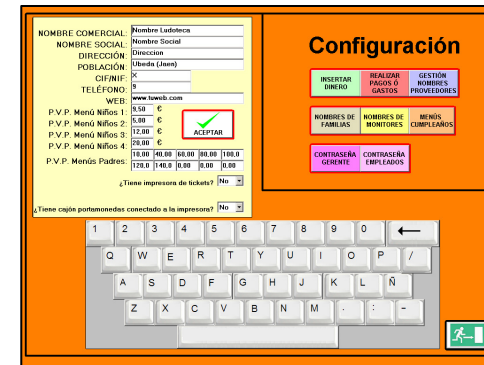 NOMBRE COMERCIAL: Nombre Ludoteca
NOMBRE SOCIAL: Nombre Social
DIRECCIÓN: Direccion
POBLACIÓN: Ubeda (Jaen)
CIF/NIF: X
TELÉFONO: 9
WEB: www.tuweb.com
P.V.P. Menú Niños 1: 9,50 €
P.V.P. Menú Niños 2: 5,00 €
P.V.P. Menú Niños 3: 12,00 €
P.V.P. Menú Niños 4: 20,00 €
ACEPTAR
P.V.P. Menús Padres: 10,00 40,00 60,00 80,00 100,0
120,0 140,0 0,00 0,00 0,00
¿Tiene impresora de tickets? No
¿Tiene cajón portamonedas conectado a la impresora? No
Configuración
INSERTAR DINERO
REALIZAR PAGOS Ó GASTOS
GESTIÓN NOMBRES PROVEEDORES
NOMBRES DE FAMILIAS
NOMBRES DE MONITORES
MENÚS CUMPLEAÑOS
CONTRASEÑA GERENTE
CONTRASEÑA EMPLEADOS
1 2 3 4 5 6 7 8 9 0 ←
Q W E R T Y U I O P /
A S D F G H J K L Ñ
Z X C V B N M . : -